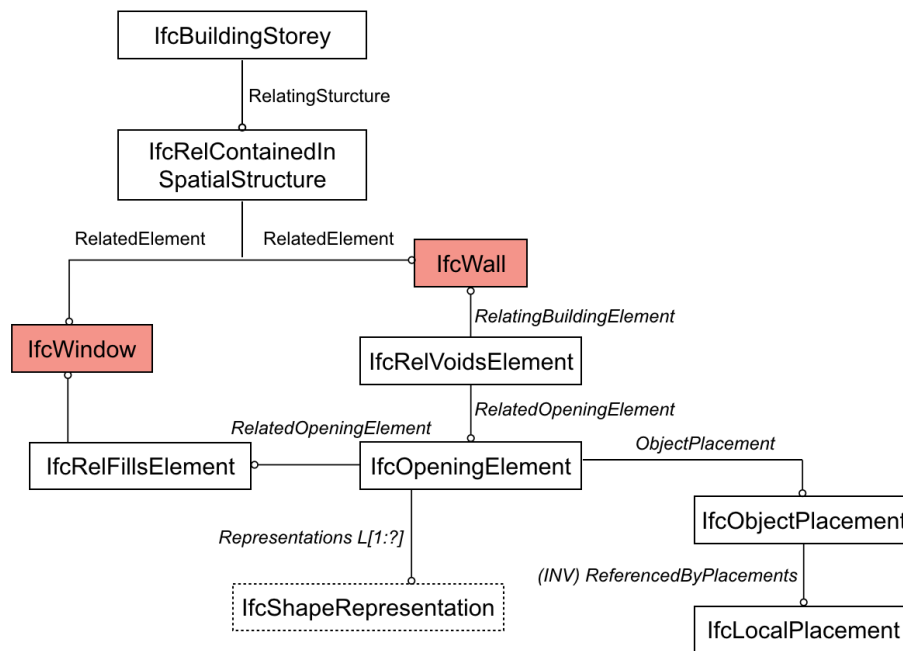 IfcBuildingStorey
RelatingSturcture
IfcRelContainedIn
SpatialStructure
RelatedElement
RelatedElement
IfcWall
RelatingBuildingElement
IfcWindow
IfcRelVoidsElement
RelatedOpeningElement
RelatedOpeningElement
ObjectPlacement
IfcRelFillsElement
IfcOpeningElement
IfcObjectPlacement
Representations L[1:?]
(INV) ReferencedByPlacements
IfcShapeRepresentation
IfcLocalPlacement